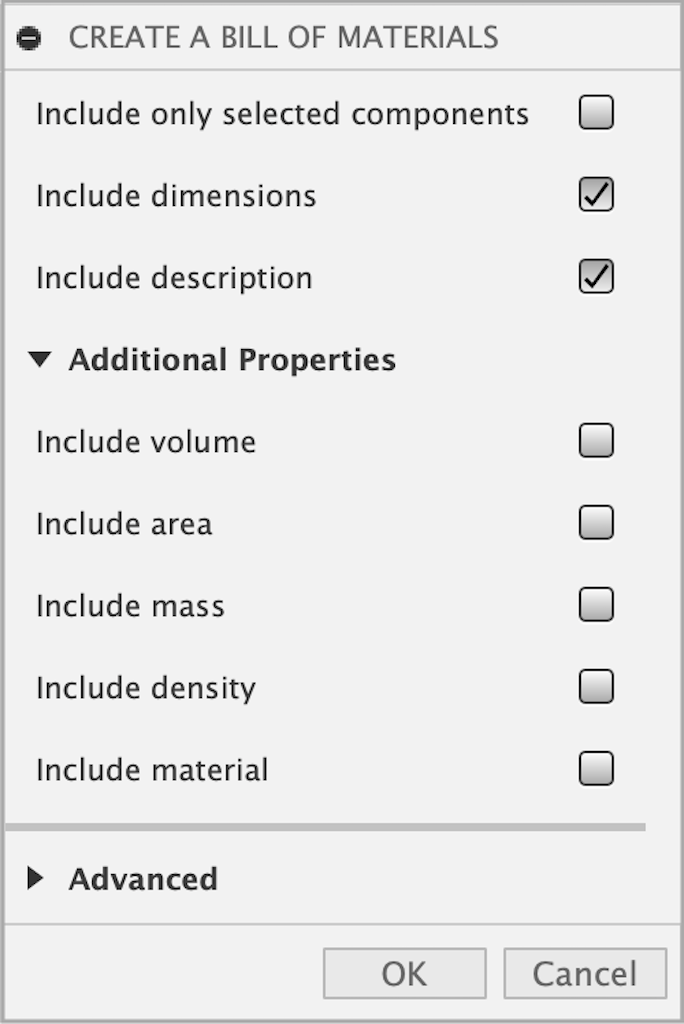 CREATE A BILL OF MATERIALS
Include only selected components
Include dimensions
Include description
Additional Properties
Include volume
Include area
Include mass
Include density
Include material
Advanced
OK
Cancel